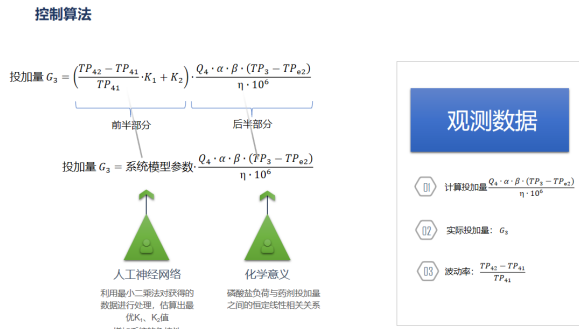 控制算法
投加量 G₃ = (\frac{TP₄₂ − TP₄₁}{TP₄₁}·K₁ + K₂)·\frac{Q₄·α·β·(TP₃ − TPₑ₂)}{η·10⁶}
前半部分
后半部分
投加量 G₃ = 系统模型参数·\frac{Q₄·α·β·(TP₃ − TPₑ₂)}{η·10⁶}
人工神经网络
利用最小二乘法对获得的
数据进行处理，估算出最
优K₁、K₂值
化学意义
磷酸盐负荷与药剂投加量
之间的恒定线性相关关系
观测数据
01 计算投加量\frac{Q₄·α·β·(TP₃ − TPₑ₂)}{η·10⁶}
02 实际投加量：G₃
03 波动率：\frac{TP₄₂ − TP₄₁}{TP₄₁}